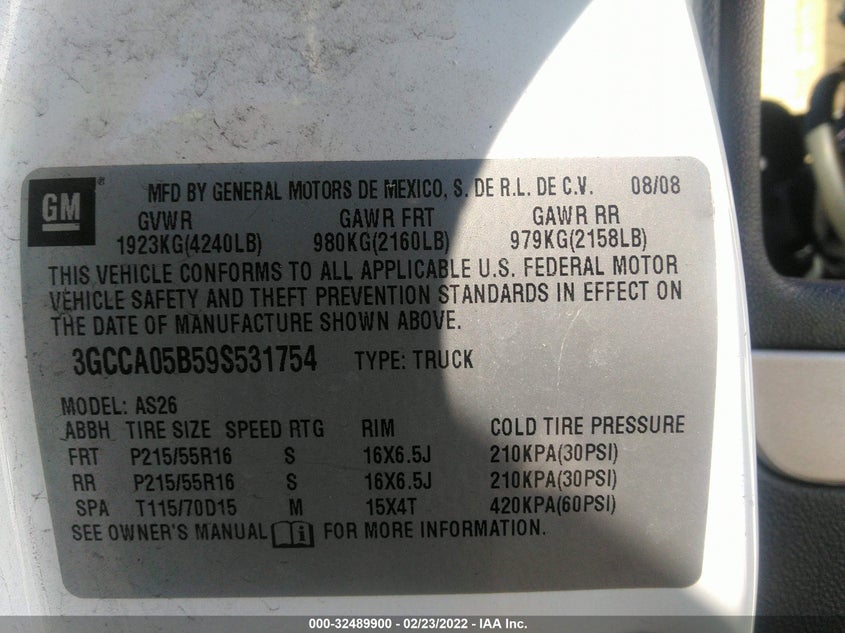 GM ®
MFD BY GENERAL MOTORS DE MEXICO, S. DE R.L. DE C.V. 08/08
GVWR GAWR FRT GAWR RR
1923KG(4240LB) 980KG(2160LB) 979KG(2158LB)
THIS VEHICLE CONFORMS TO ALL APPLICABLE U.S. FEDERAL MOTOR
VEHICLE SAFETY AND THEFT PREVENTION STANDARDS IN EFFECT ON
THE DATE OF MANUFACTURE SHOWN ABOVE.
3GCCA05B59S531754 TYPE: TRUCK
MODEL: AS26
ABBH TIRE SIZE SPEED RTG RIM COLD TIRE PRESSURE
FRT P215/55R16 S 16X6.5J 210KPA(30PSI)
RR P215/55R16 S 16X6.5J 210KPA(30PSI)
SPA T115/70D15 M 15X4T 420KPA(60PSI)
SEE OWNER'S MANUAL i FOR MORE INFORMATION.
000-32489900 - 02/23/2022 - IAA Inc.